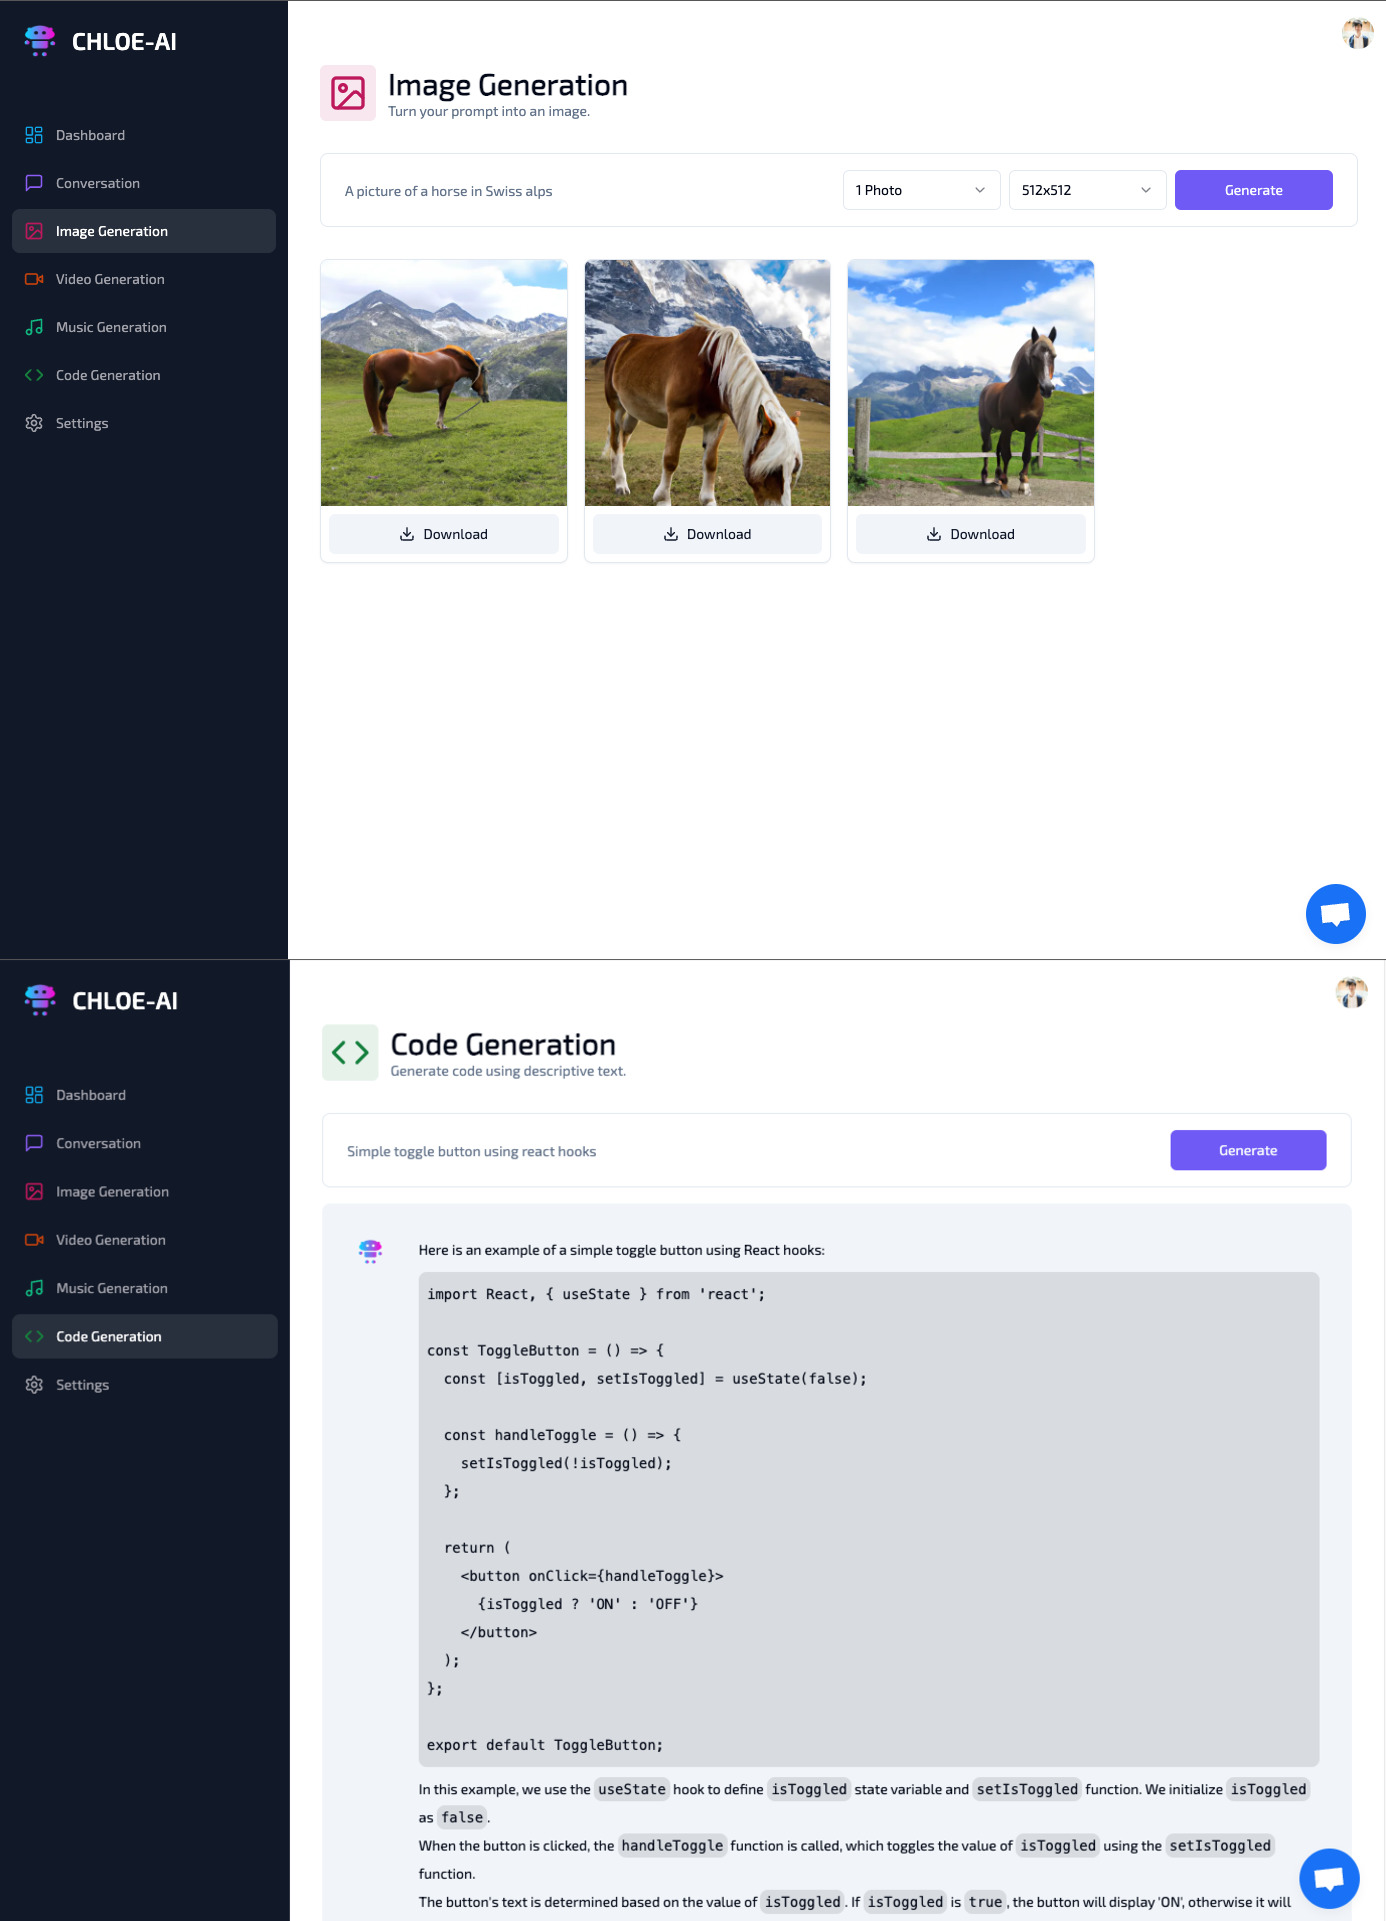 CHLOE-AI
Dashboard
Conversation
Image Generation
Video Generation
Music Generation
Code Generation
Settings
Image Generation
Turn your prompt into an image.
A picture of a horse in Swiss alps
1 Photo
512x512
Generate
Download
Download
Download
CHLOE-AI
Dashboard
Conversation
Image Generation
Video Generation
Music Generation
Code Generation
Settings
Code Generation
Generate code using descriptive text.
Simple toggle button using react hooks
Generate
Here is an example of a simple toggle button using React hooks:
import React, { useState } from 'react';
const ToggleButton = () => {
  const [isToggled, setIsToggled] = useState(false);
  const handleToggle = () => {
    setIsToggled(!isToggled);
  };
  return (
    <button onClick={handleToggle}>
      {isToggled ? 'ON' : 'OFF'}
    </button>
  );
};
export default ToggleButton;
In this example, we use the useState hook to define isToggled state variable and setIsToggled function. We initialize isToggled
as false.
When the button is clicked, the handleToggle function is called, which toggles the value of isToggled using the setIsToggled
function.
The button's text is determined based on the value of isToggled. If isToggled is true, the button will display 'ON', otherwise it will